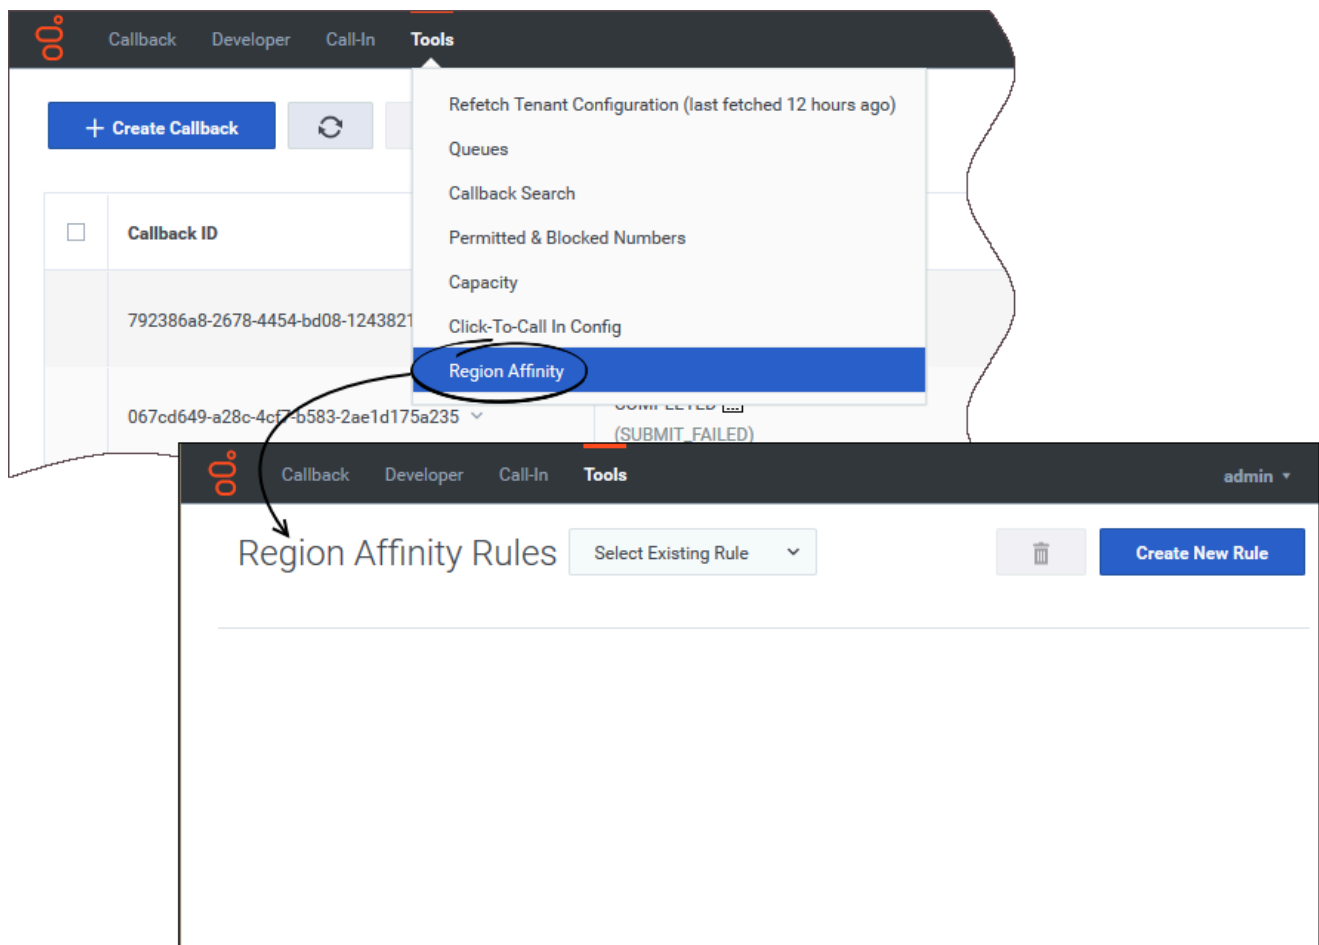 Callback Developer Call-In Tools
Refetch Tenant Configuration (last fetched 12 hours ago)
Create Callback
Queues
Callback Search
Callback ID
Permitted & Blocked Numbers
Capacity
792386a8-2678-4454-bd08-1243821
Click-To-Call In Config
Region Affinity
067cd649-a28c-4cf7-b583-2ae1d175a235
COMPLETED
(SUBMIT_FAILED)
Callback Developer Call-In Tools admin
Region Affinity Rules Select Existing Rule Create New Rule